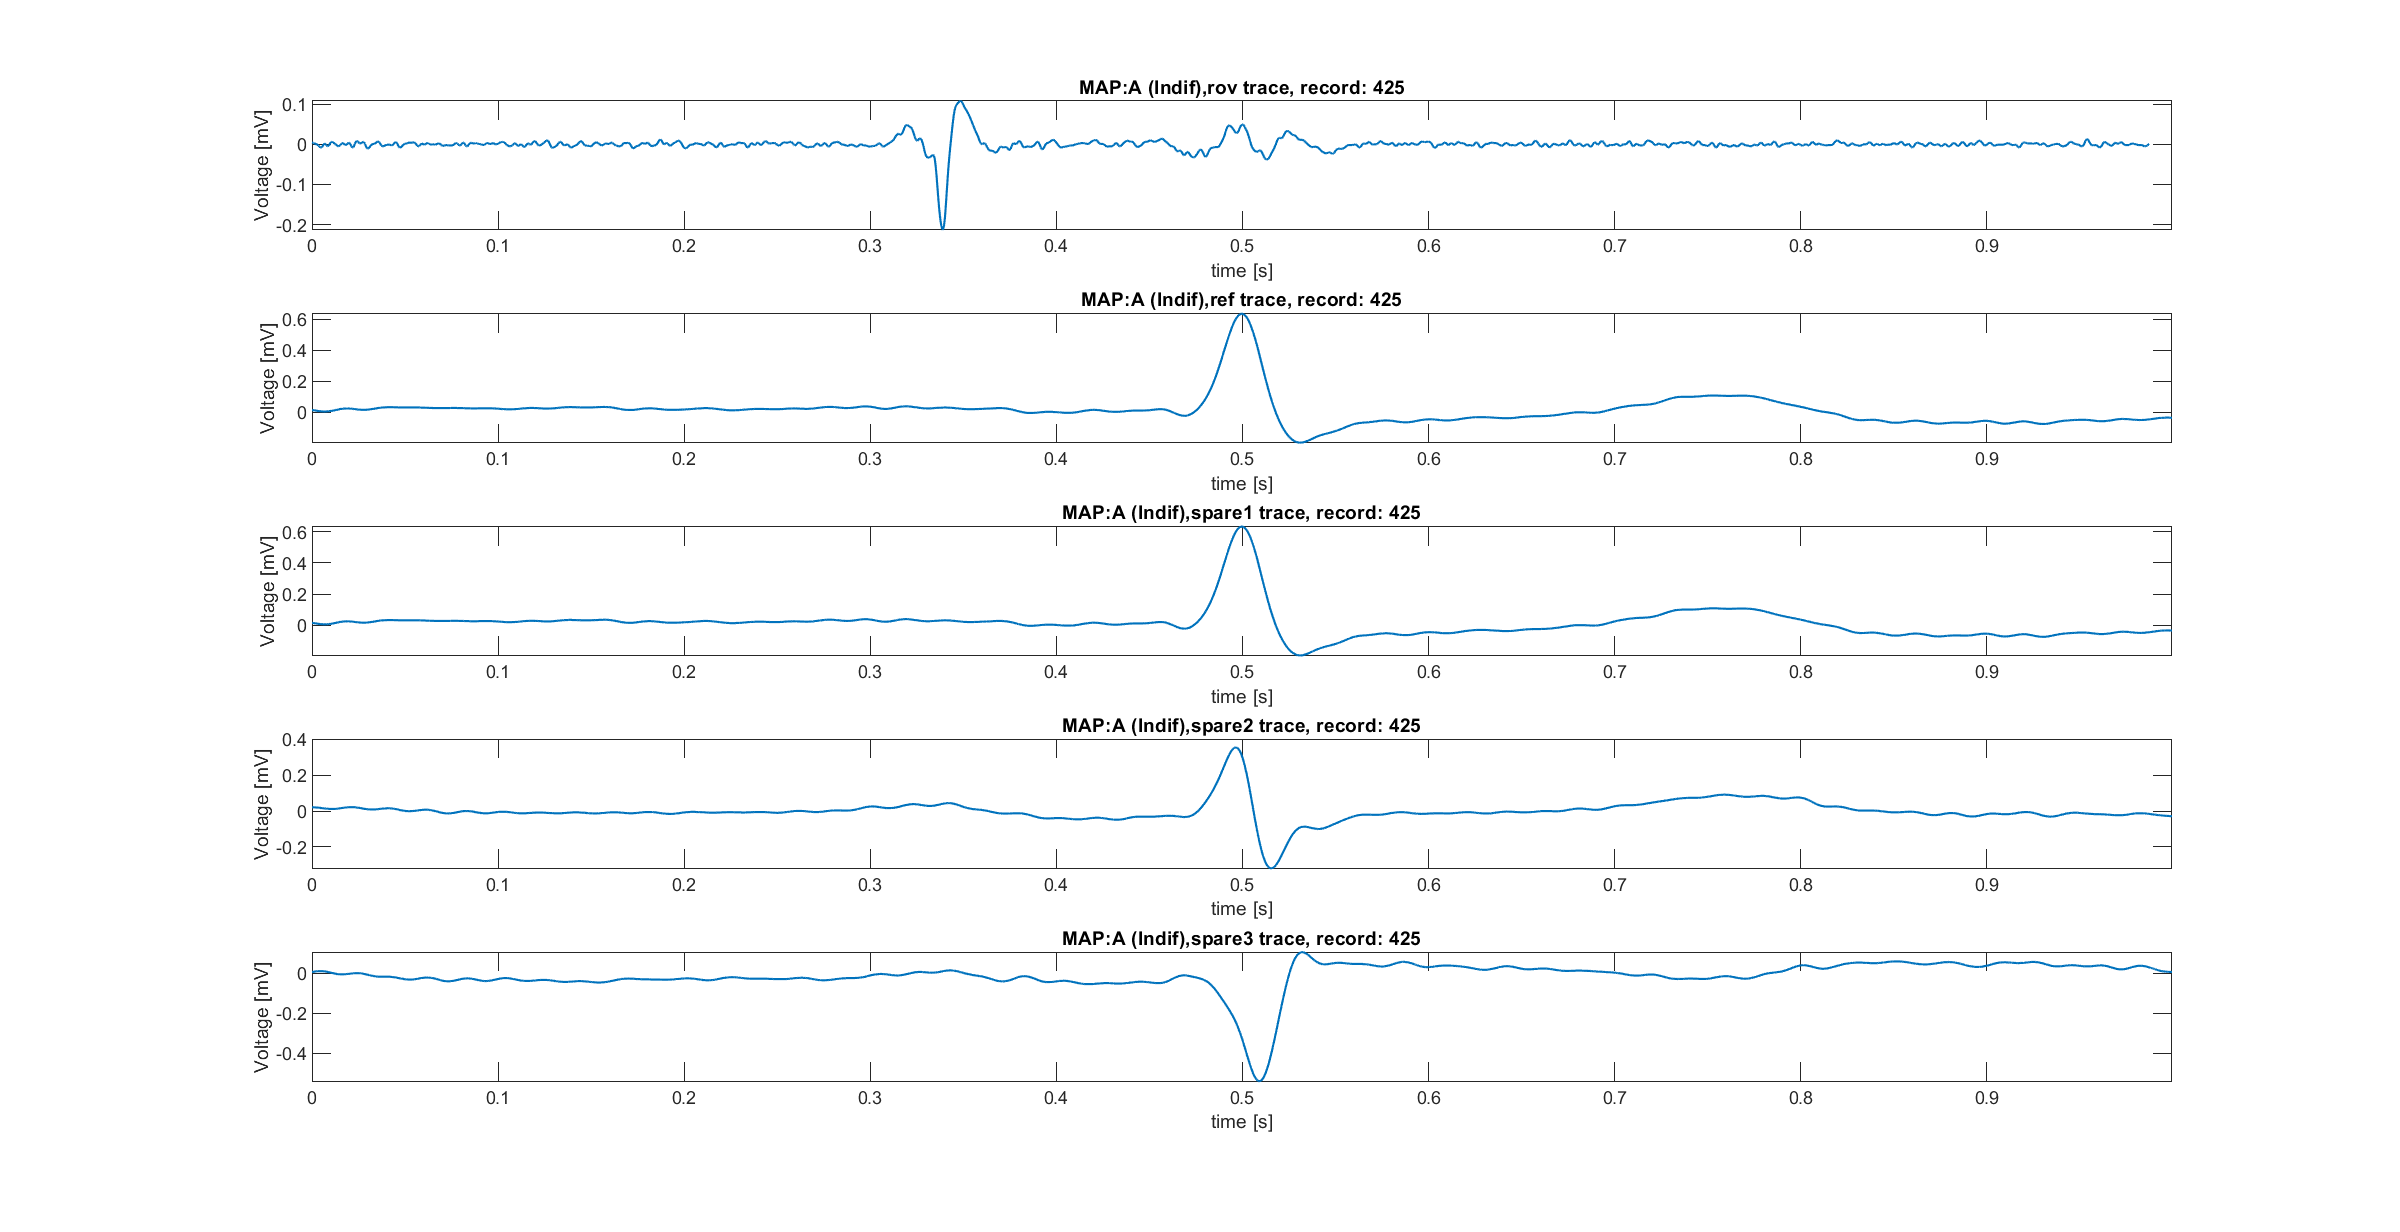 MAP:A (Indif),rov trace, record: 425
Voltage [mV]
0.1
0
-0.1
-0.2
0 0.1 0.2 0.3 0.4 0.5 0.6 0.7 0.8 0.9
time [s]
MAP:A (Indif),ref trace, record: 425
Voltage [mV]
0.6
0.4
0.2
0
0 0.1 0.2 0.3 0.4 0.5 0.6 0.7 0.8 0.9
time [s]
MAP:A (Indif),spare1 trace, record: 425
Voltage [mV]
0.6
0.4
0.2
0
0 0.1 0.2 0.3 0.4 0.5 0.6 0.7 0.8 0.9
time [s]
MAP:A (Indif),spare2 trace, record: 425
Voltage [mV]
0.4
0.2
0
-0.2
0 0.1 0.2 0.3 0.4 0.5 0.6 0.7 0.8 0.9
time [s]
MAP:A (Indif),spare3 trace, record: 425
Voltage [mV]
0
-0.2
-0.4
0 0.1 0.2 0.3 0.4 0.5 0.6 0.7 0.8 0.9
time [s]